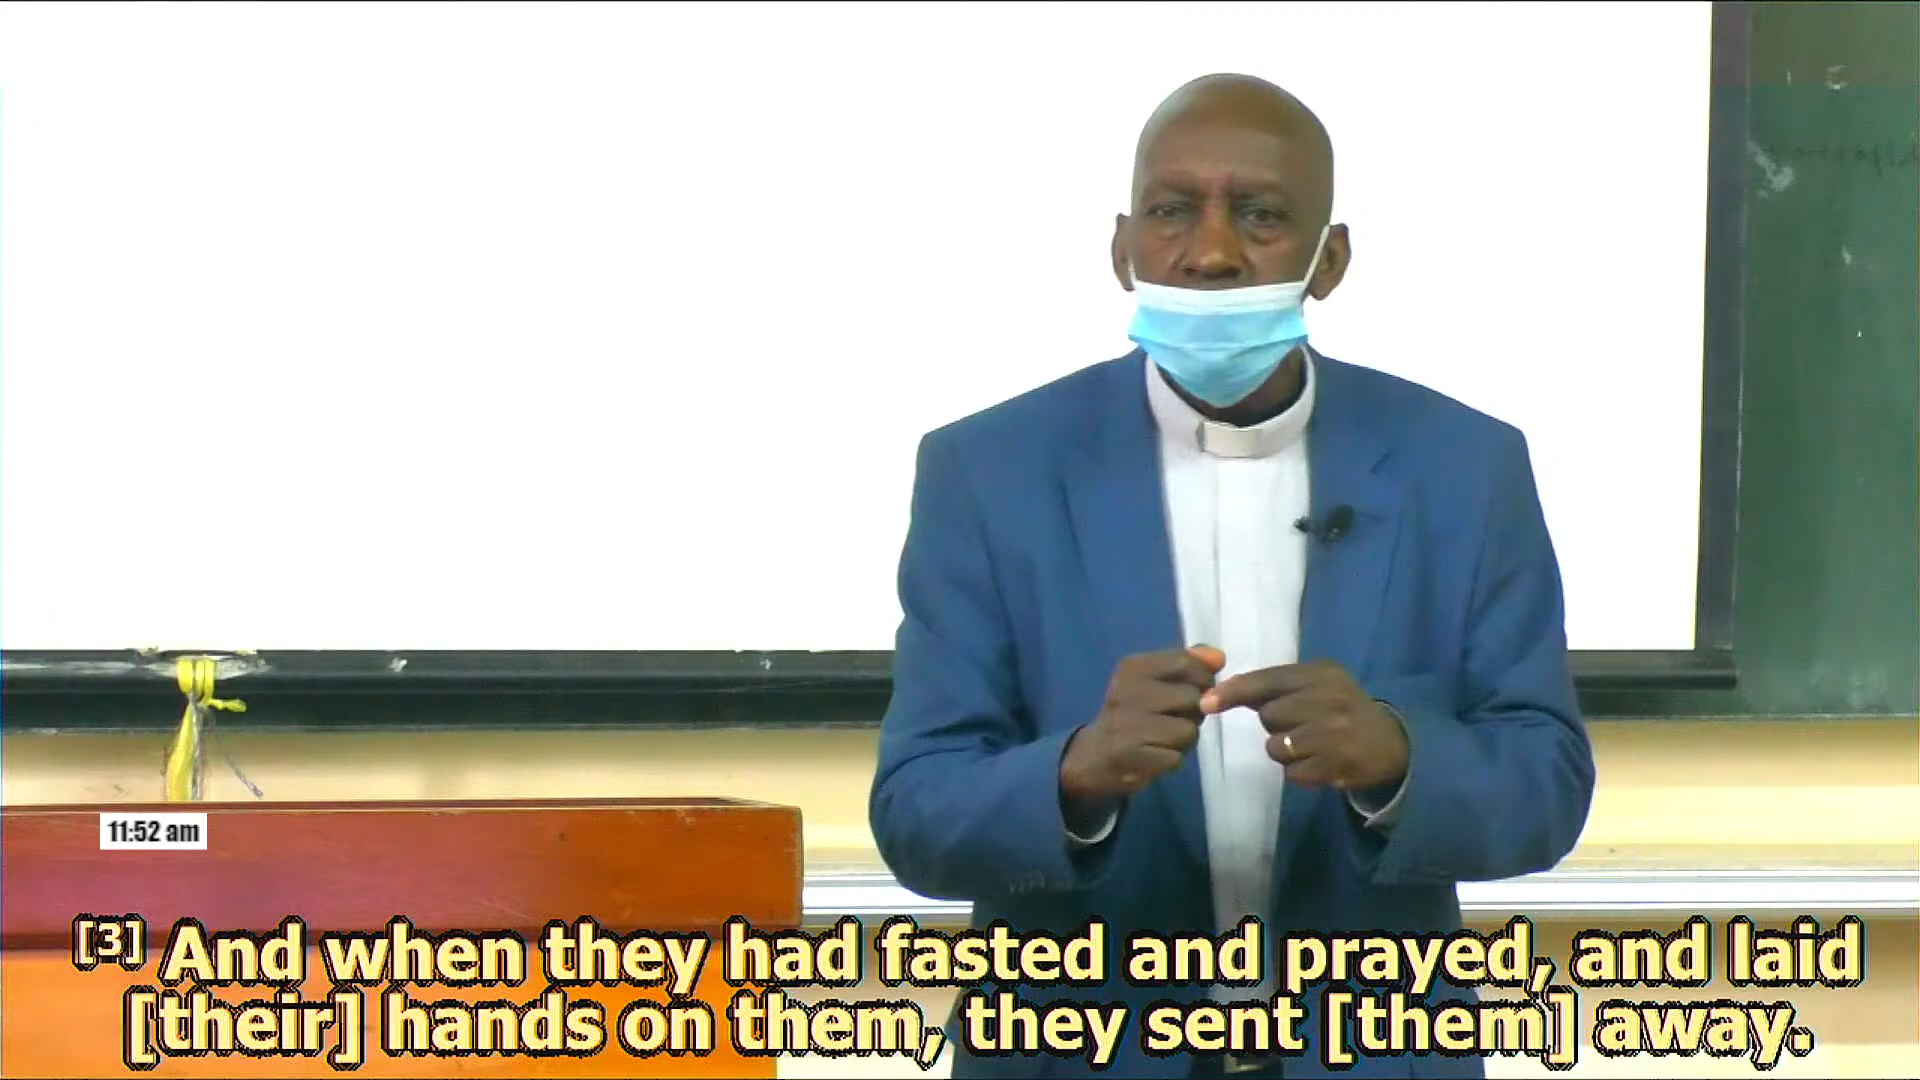 11:52 am
[3] And when they had fasted and prayed, and laid
[their] hands on them, they sent [them] away.